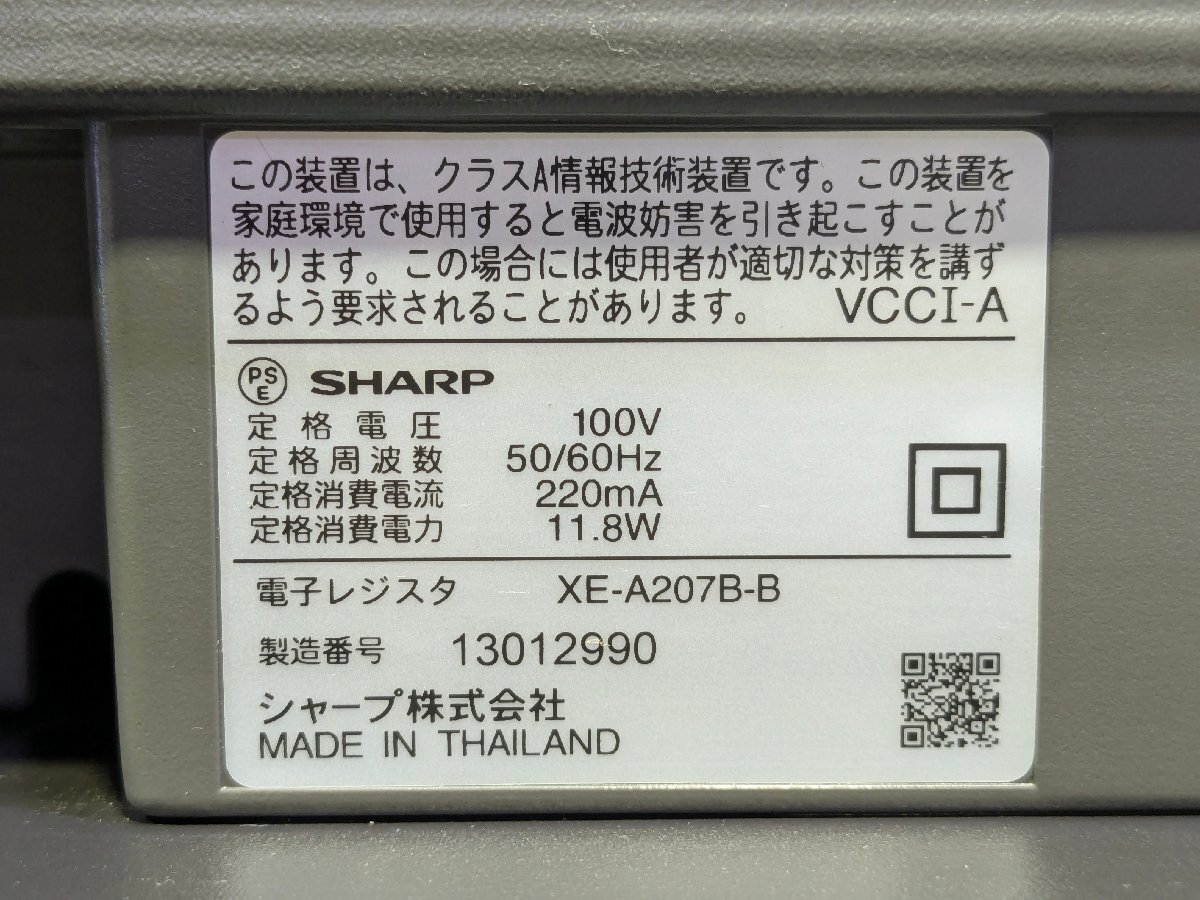 この装置は、クラスA情報技術装置です。この装置を
家庭環境で使用すると電波妨害を引き起こすことが
あります。この場合には使用者が適切な対策を講ず
るよう要求されることがあります。 VCCI-A
PSE SHARP
定格電圧 100V
定格周波数 50/60Hz
定格消費電流 220mA
定格消費電力 11.8W
電子レジスタ XE-A207B-B
製造番号 13012990
シャープ株式会社
MADE IN THAILAND